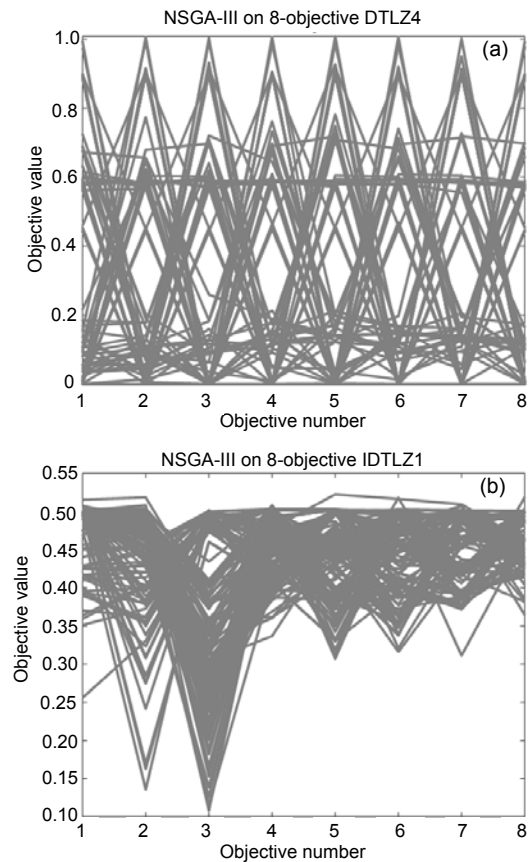 NSGA-III on 8-objective DTLZ4
(a)
1.0
0.8
0.6
0.4
0.2
0
Objective value
1 2 3 4 5 6 7 8
Objective number
NSGA-III on 8-objective IDTLZ1
(b)
0.55
0.50
0.45
0.40
0.35
0.30
0.25
0.20
0.15
0.10
Objective value
1 2 3 4 5 6 7 8
Objective number